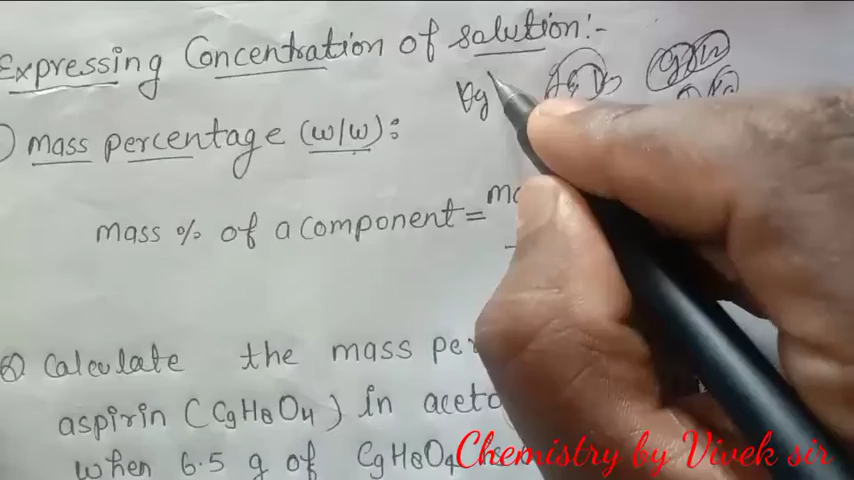 Expressing Concentration of solution:-
) mass percentage (w/w):
kg
mass % of a component =
Calculate the mass
aspirin (C9H8O4) in aceto
when 6.5 g of C9H8O4
Chemistry by Vivek sir